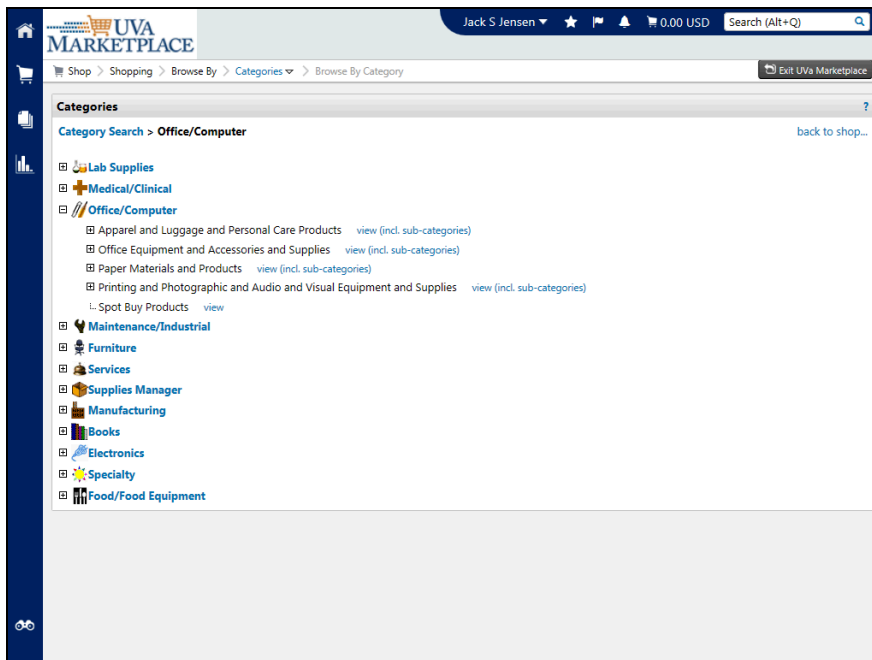 UVA
MARKETPLACE
Jack S Jensen 0.00 USD Search (Alt+Q)
Shop > Shopping > Browse By > Categories > Browse By Category Exit UVa Marketplace
Categories ?
Category Search > Office/Computer back to shop...
Lab Supplies
Medical/Clinical
Office/Computer
Apparel and Luggage and Personal Care Products view (incl. sub-categories)
Office Equipment and Accessories and Supplies view (incl. sub-categories)
Paper Materials and Products view (incl. sub-categories)
Printing and Photographic and Audio and Visual Equipment and Supplies view (incl. sub-categories)
Spot Buy Products view
Maintenance/Industrial
Furniture
Services
Supplies Manager
Manufacturing
Books
Electronics
Specialty
Food/Food Equipment